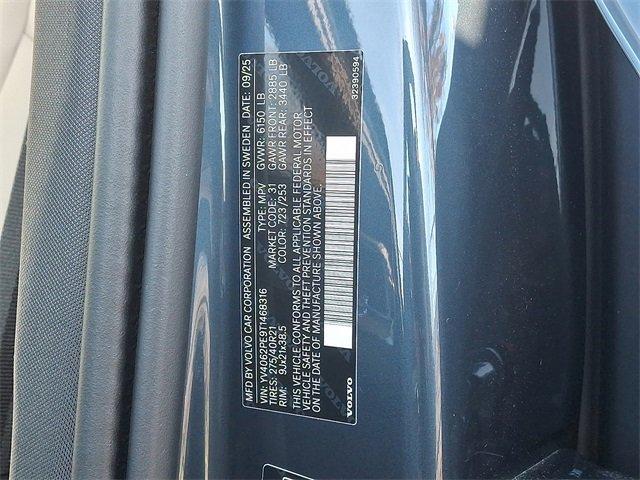 MFD BY VOLVO CAR CORPORATION ASSEMBLED IN SWEDEN DATE: 09/25
VIN: YV4062PE9T1468316 TYPE: MPV GVWR: 6150 LB
TIRES: 275/40R21 MARKET CODE: 31 GAWR FRONT: 2885 LB
RIM: 9Jx21x38.5 COLOR: 723/253 GAWR REAR: 3440 LB
THIS VEHICLE CONFORMS TO ALL APPLICABLE FEDERAL MOTOR
VEHICLE SAFETY AND THEFT PREVENTION STANDARDS IN EFFECT
ON THE DATE OF MANUFACTURE SHOWN ABOVE.
VOLVO
32390594